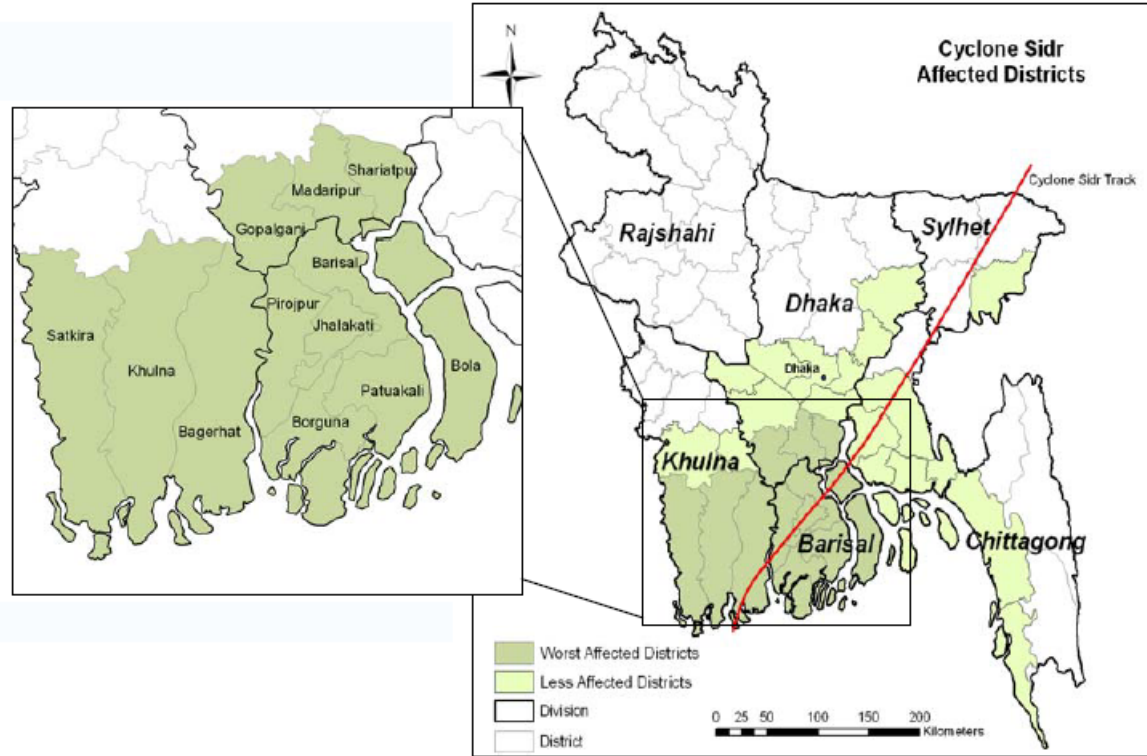 N
Cyclone Sidr
Affected Districts
Cyclone Sidr Track
Rajshahi
Sylhet
Dhaka
Dhaka
Khulna
Barisal
Chittagong
Shariatpur
Madaripur
Gopalganj
Barisal
Pirojpur
Jhalakati
Satkira
Khulna
Bola
Patuakali
Borguna
Bagerhat
Worst Affected Districts
Less Affected Districts
Division
District
0 25 50 100 150 200
Kilometers